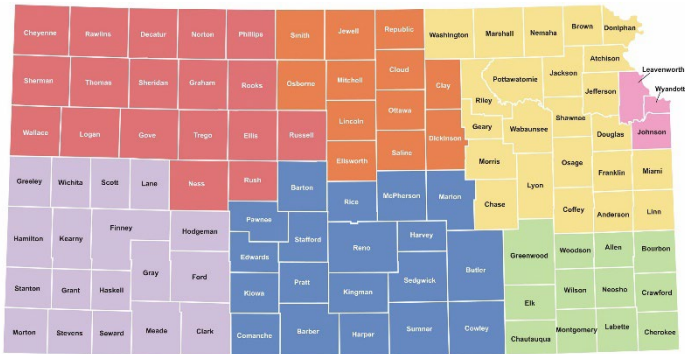 Cheyenne
Rawlins
Decatur
Norton
Phillips
Smith
Jewell
Republic
Washington
Marshall
Nemaha
Brown
Doniphan
Atchison
Leavenworth
Wyandott
Sherman
Thomas
Sheridan
Graham
Rooks
Osborne
Mitchell
Cloud
Clay
Pottawatomie
Jackson
Jefferson
Riley
Lincoln
Ottawa
Wallace
Logan
Gove
Trego
Ellis
Russell
Ellsworth
Saline
Dickinson
Geary
Wabaunsee
Shawnee
Douglas
Johnson
Morris
Osage
Franklin
Miami
Greeley
Wichita
Scott
Lane
Ness
Rush
Barton
Rice
McPherson
Marion
Chase
Lyon
Coffey
Anderson
Linn
Hamilton
Kearny
Finney
Hodgeman
Pawnee
Stafford
Edwards
Reno
Harvey
Butler
Greenwood
Woodson
Allen
Bourbon
Gray
Ford
Stanton
Grant
Haskell
Kiowa
Pratt
Kingman
Sedgwick
Elk
Wilson
Neosho
Crawford
Morton
Stevens
Seward
Meade
Clark
Comanche
Barber
Harper
Sumner
Cowley
Chautauqua
Montgomery
Labette
Cherokee